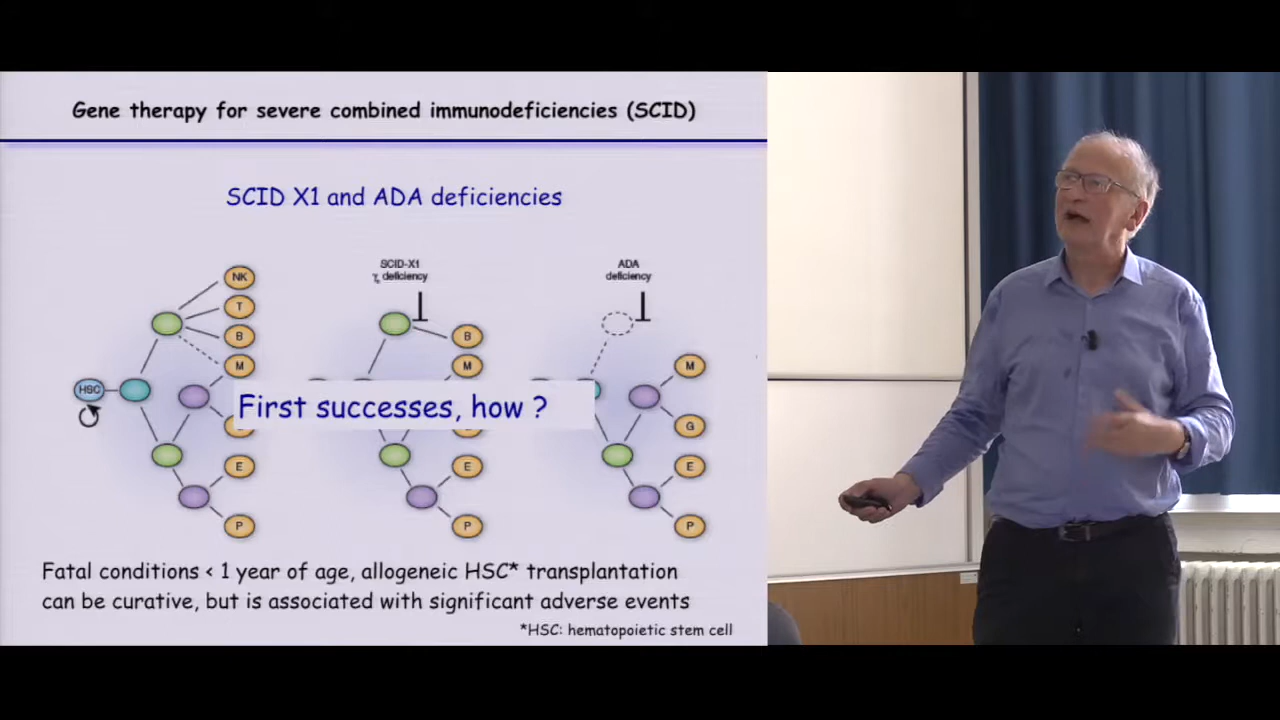 Gene therapy for severe combined immunodeficiencies (SCID)
SCID X1 and ADA deficiencies
SCID-X1
γc deficiency
ADA
deficiency
NK
T
B
M
HSC
E
P
B
M
E
P
M
G
E
P
First successes, how ?
Fatal conditions < 1 year of age, allogeneic HSC* transplantation
can be curative, but is associated with significant adverse events
*HSC: hematopoietic stem cell